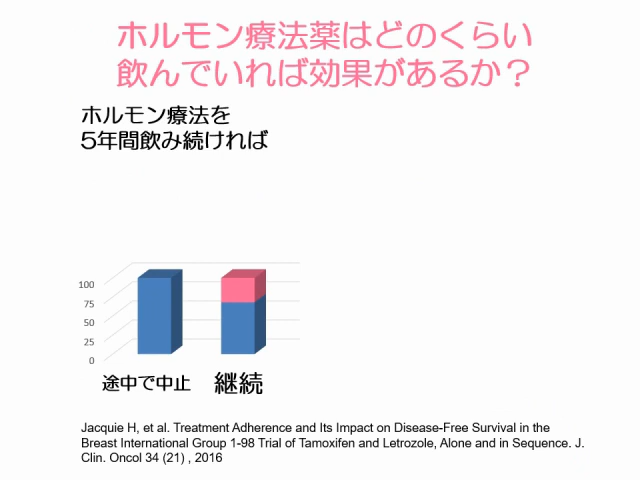 ホルモン療法薬はどのくらい
飲んでいれば効果があるか？
ホルモン療法を
5年間飲み続ければ
100
75
50
25
0
途中で中止 継続
Jacquie H, et al. Treatment Adherence and Its Impact on Disease-Free Survival in the
Breast International Group 1-98 Trial of Tamoxifen and Letrozole, Alone and in Sequence. J.
Clin. Oncol 34 (21) , 2016